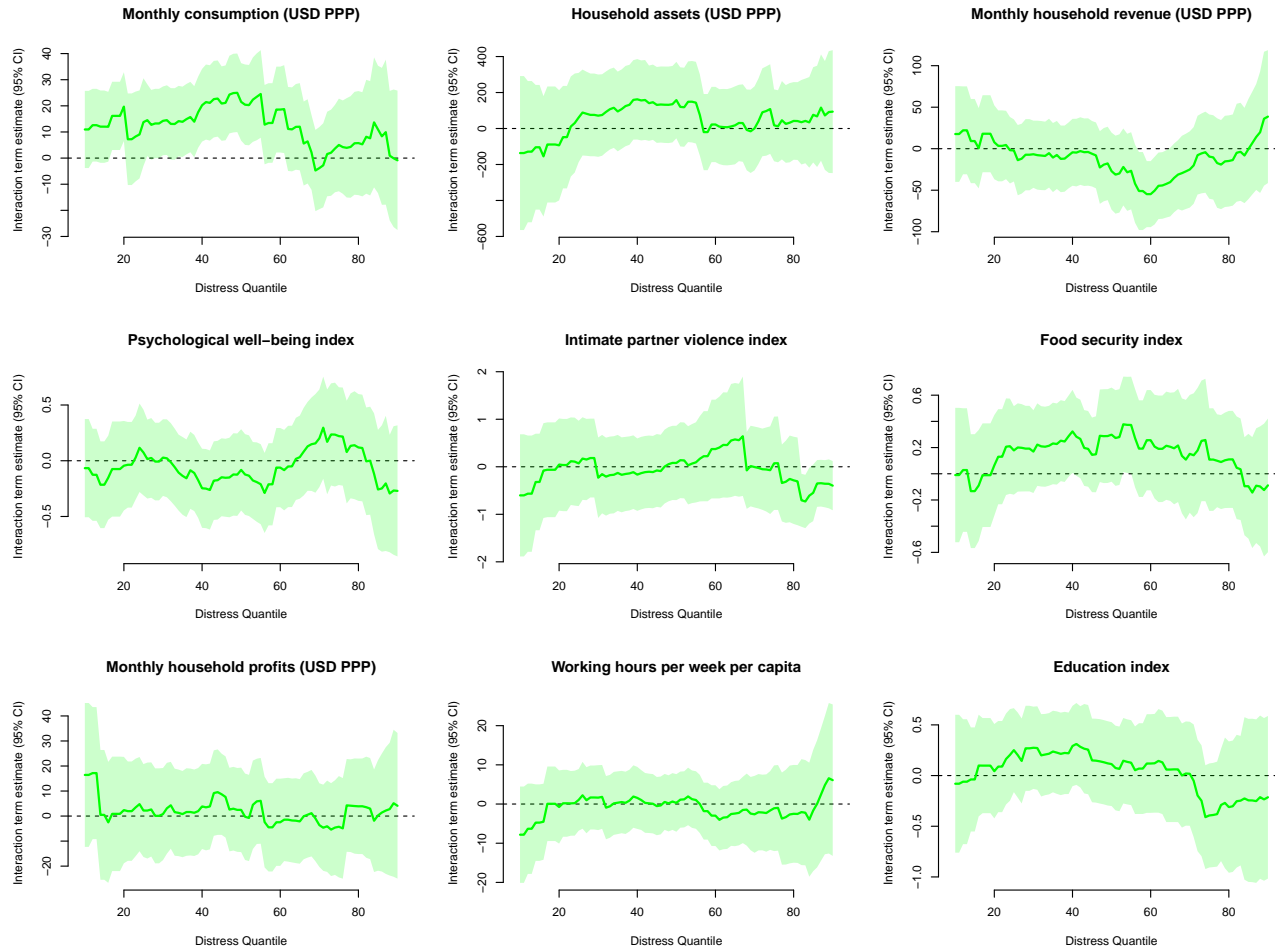 Monthly consumption (USD PPP)
Interaction term estimate (95% CI)
−30
−10
0
10
20
30
40
20
40
60
80
Distress Quantile
Household assets (USD PPP)
Interaction term estimate (95% CI)
−600
−200
0
200
400
20
40
60
80
Distress Quantile
Monthly household revenue (USD PPP)
Interaction term estimate (95% CI)
−100
−50
0
50
100
20
40
60
80
Distress Quantile
Psychological well−being index
Interaction term estimate (95% CI)
−0.5
0.0
0.5
20
40
60
80
Distress Quantile
Intimate partner violence index
Interaction term estimate (95% CI)
−2
−1
0
1
2
20
40
60
80
Distress Quantile
Food security index
Interaction term estimate (95% CI)
−0.6
−0.2
0.2
0.6
20
40
60
80
Distress Quantile
Monthly household profits (USD PPP)
Interaction term estimate (95% CI)
−20
0
10
20
30
40
20
40
60
80
Distress Quantile
Working hours per week per capita
Interaction term estimate (95% CI)
−20
−10
0
10
20
20
40
60
80
Distress Quantile
Education index
Interaction term estimate (95% CI)
−1.0
−0.5
0.0
0.5
20
40
60
80
Distress Quantile